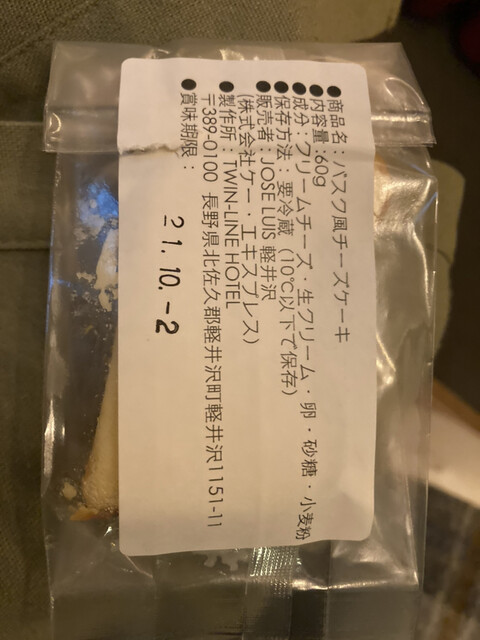 ●商品名：バスク風チーズケーキ
●内容量：60g
●成分：クリームチーズ・生クリーム・卵・砂糖・小麦粉
●保存方法：要冷蔵（10℃以下で保存）
●販売者：JOSE LUIS 軽井沢
(株式会社ケー・エキスプレス)
●製作所：TWIN-LINE HOTEL
〒389-0100 長野県北佐久郡軽井沢町軽井沢1151-11
●賞味期限：
21.10.-2